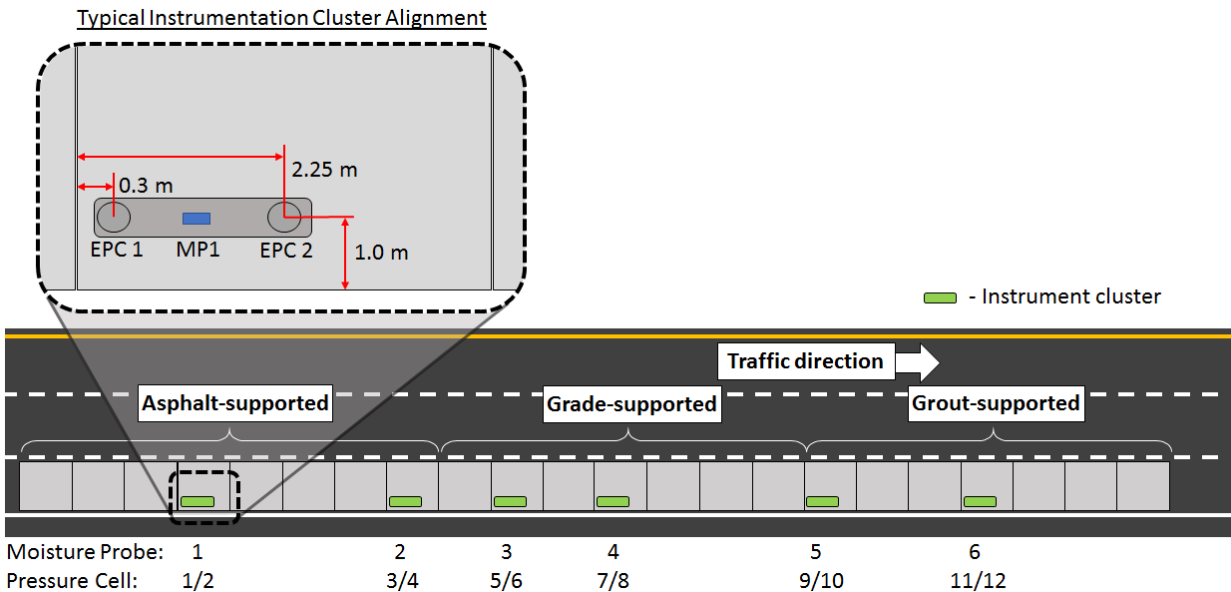 Typical Instrumentation Cluster Alignment
2.25 m
0.3 m
EPC 1 MP1 EPC 2
1.0 m
- Instrument cluster
Traffic direction
Asphalt-supported Grade-supported Grout-supported
Moisture Probe: 1 2 3 4 5 6
Pressure Cell: 1/2 3/4 5/6 7/8 9/10 11/12